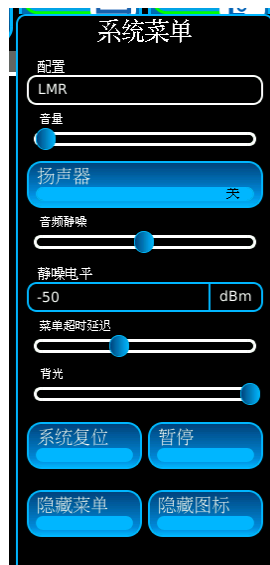 系统菜单
配置
LMR
音量
扬声器
关
音频静噪
静噪电平
-50 dBm
菜单超时延迟
背光
系统复位 暂停
隐藏菜单 隐藏图标